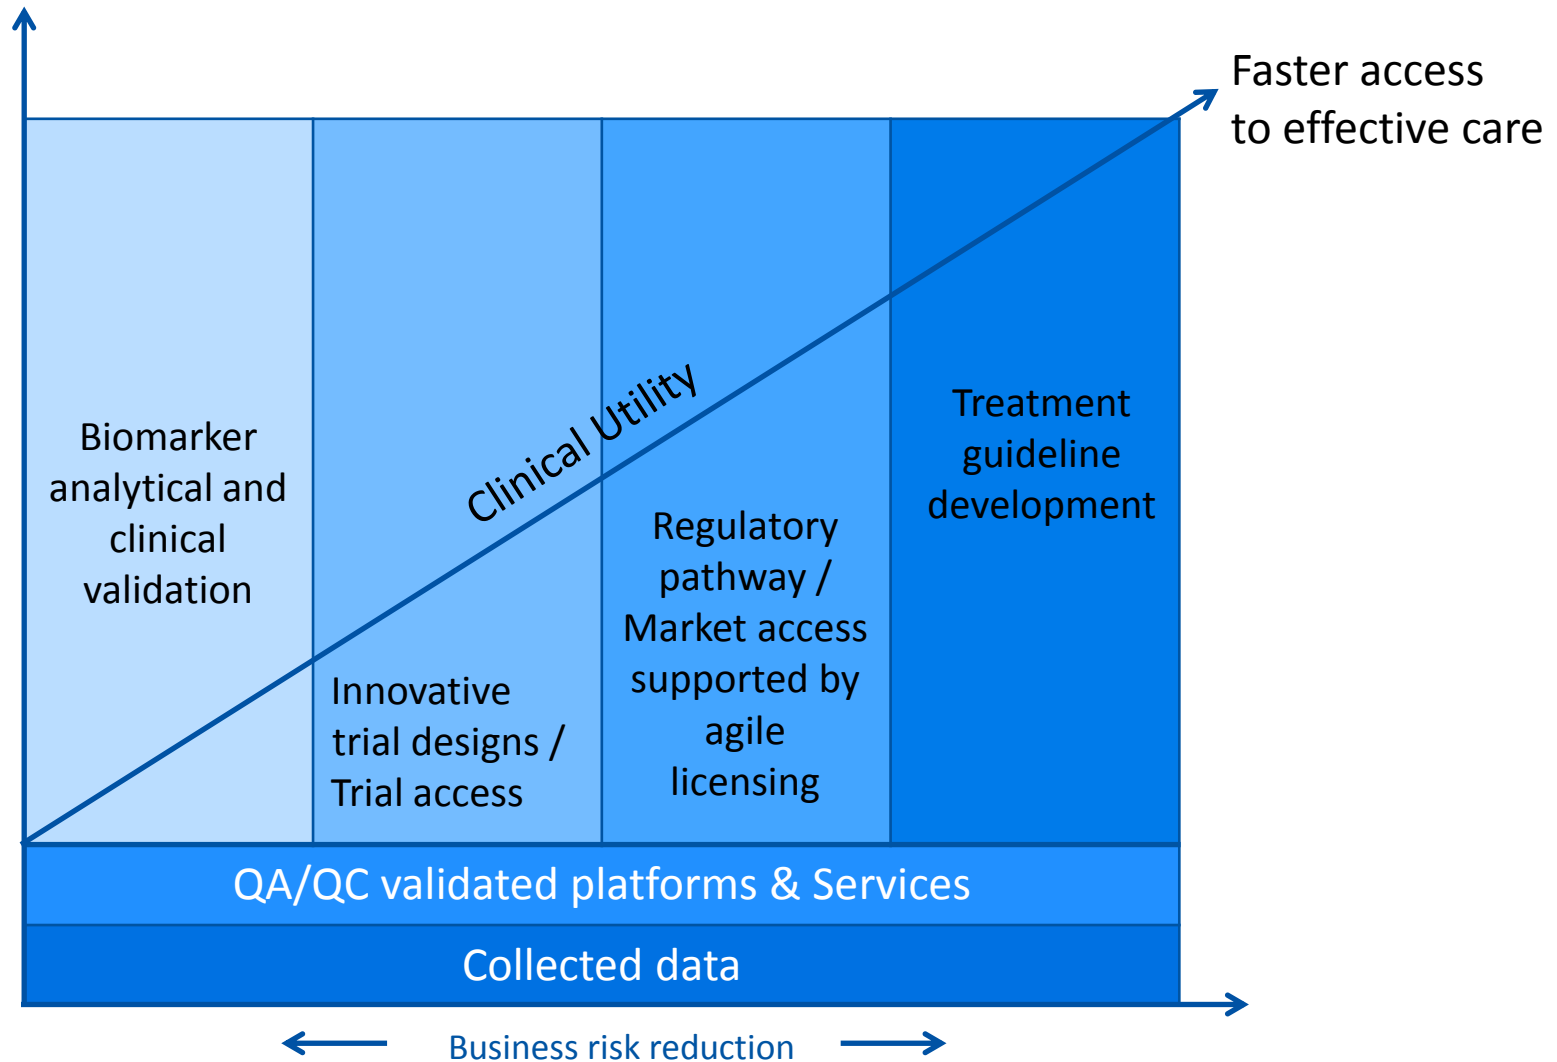 Faster access
to effective care
Biomarker
analytical and
clinical
validation
Clinical Utility
Innovative
trial designs /
Trial access
Regulatory
pathway /
Market access
supported by
agile
licensing
Treatment
guideline
development
QA/QC validated platforms & Services
Collected data
Business risk reduction